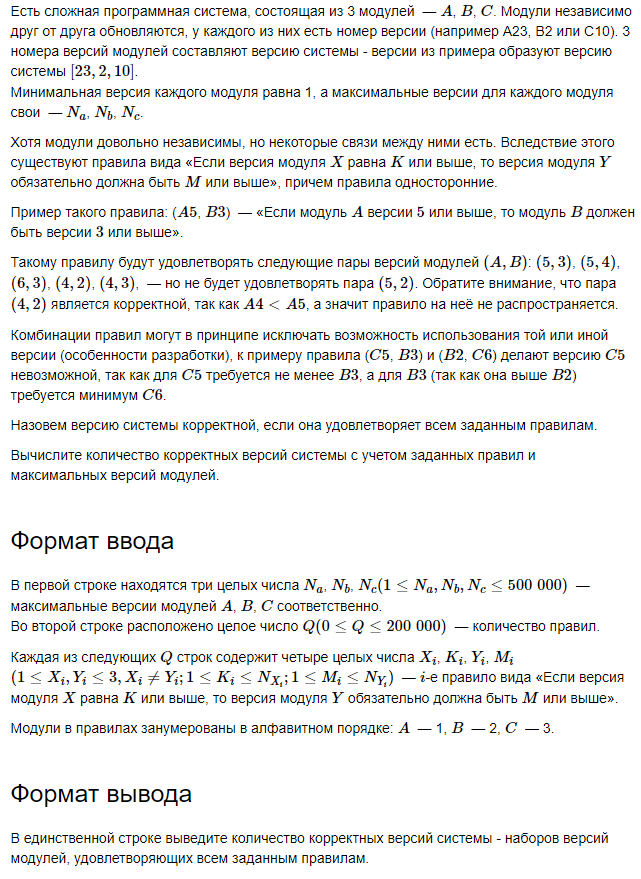 Есть сложная программная система, состоящая из 3 модулей — A, B, C. Модули независимо
друг от друга обновляются, у каждого из них есть номер версии (например A23, B2 или C10). 3
номера версий модулей составляют версию системы - версии из примера образуют версию
системы [23, 2, 10].
Минимальная версия каждого модуля равна 1, а максимальные версии для каждого модуля
свои — Nₐ, N_b, N_c.
Хотя модули довольно независимы, но некоторые связи между ними есть. Вследствие этого
существуют правила вида «Если версия модуля X равна K или выше, то версия модуля Y
обязательно должна быть M или выше», причем правила односторонние.
Пример такого правила: (A5, B3) — «Если модуль A версии 5 или выше, то модуль B должен
быть версии 3 или выше».
Такому правилу будут удовлетворять следующие пары версий модулей (A, B): (5, 3), (5, 4),
(6, 3), (4, 2), (4, 3), — но не будет удовлетворять пара (5, 2). Обратите внимание, что пара
(4, 2) является корректной, так как A4 < A5, а значит правило на неё не распространяется.
Комбинации правил могут в принципе исключать возможность использования той или иной
версии (особенности разработки), к примеру правила (C5, B3) и (B2, C6) делают версию C5
невозможной, так как для C5 требуется не менее B3, а для B3 (так как она выше B2)
требуется минимум C6.
Назовем версию системы корректной, если она удовлетворяет всем заданным правилам.
Вычислите количество корректных версий системы с учетом заданных правил и
максимальных версий модулей.
Формат ввода
В первой строке находятся три целых числа Nₐ, N_b, N_c(1 ≤ Nₐ, N_b, N_c ≤ 500 000) —
максимальные версии модулей A, B, C соответственно.
Во второй строке расположено целое число Q(0 ≤ Q ≤ 200 000) — количество правил.
Каждая из следующих Q строк содержит четыре целых числа X_i, K_i, Y_i, M_i
(1 ≤ X_i, Y_i ≤ 3, X_i ≠ Y_i; 1 ≤ K_i ≤ N_{X_i}; 1 ≤ M_i ≤ N_{Y_i}) — i-е правило вида «Если версия
модуля X равна K или выше, то версия модуля Y обязательно должна быть M или выше».
Модули в правилах занумерованы в алфавитном порядке: A — 1, B — 2, C — 3.
Формат вывода
В единственной строке выведите количество корректных версий системы - наборов версий
модулей, удовлетворяющих всем заданным правилам.